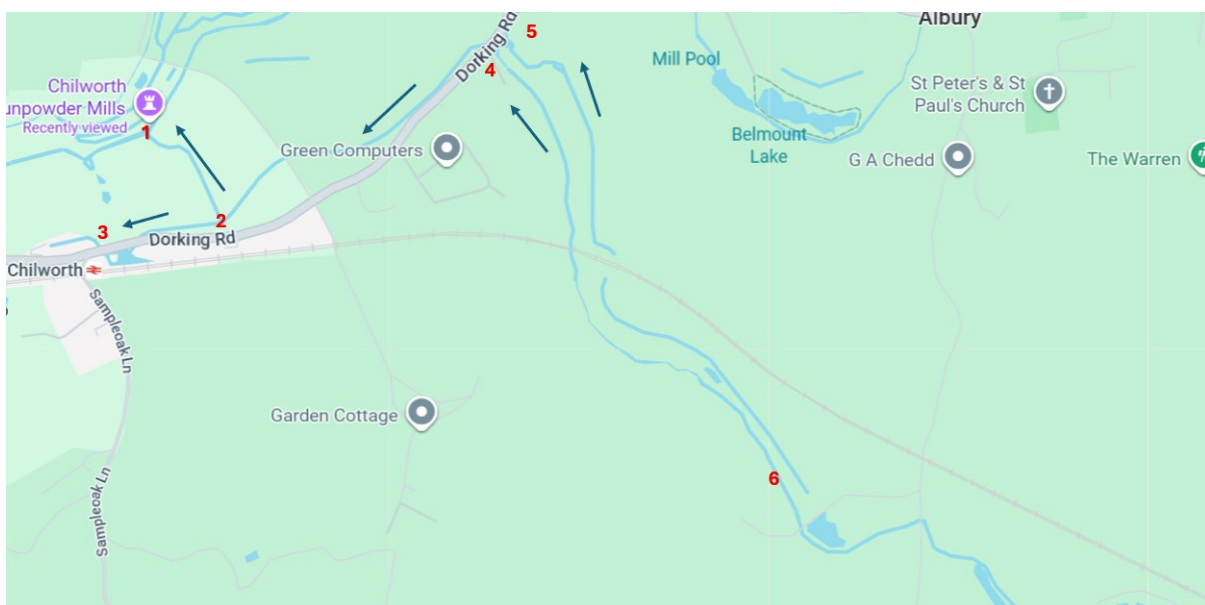 Albury
5
Dorking Rd
4
Mill Pool
Chilworth
unpowder Mills
Recently viewed
1
St Peter's & St
Paul's Church
Belmount
Lake
Green Computers
G A Chedd
The Warren
2
3
Dorking Rd
Chilworth
Sampleoak Ln
Garden Cottage
Sampleoak Ln
6